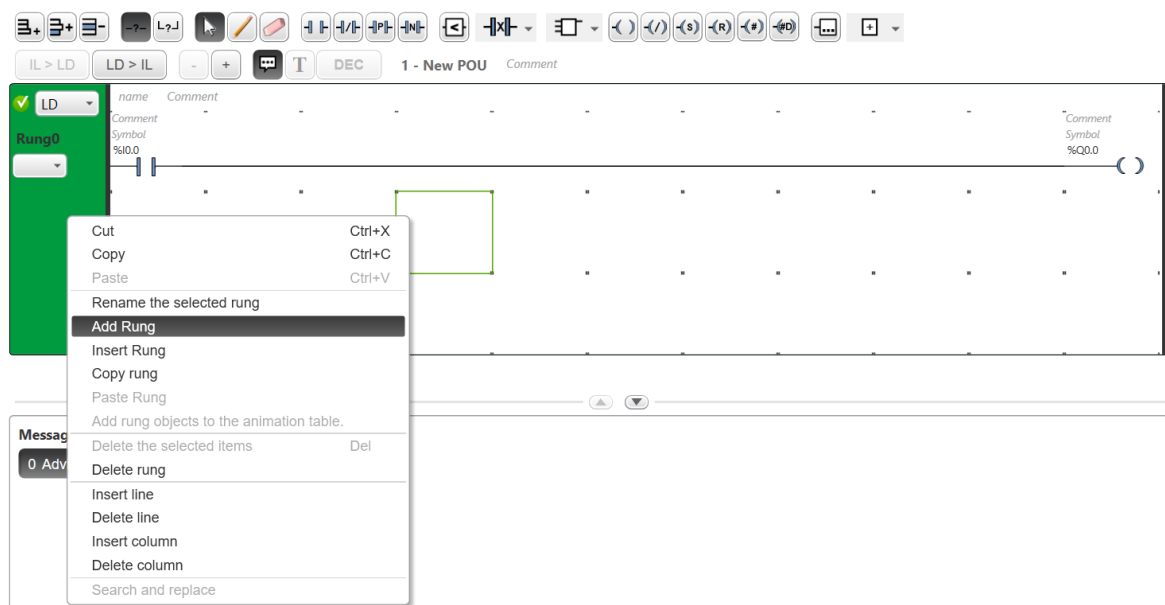 IL > LD LD > IL - + T DEC 1 - New POU Comment
LD
name Comment
Comment
Comment
Rung0
Symbol
Symbol
%I0.0
%Q0.0
Cut Ctrl+X
Copy Ctrl+C
Paste Ctrl+V
Rename the selected rung
Add Rung
Insert Rung
Copy rung
Paste Rung
Add rung objects to the animation table.
Messag
Delete the selected items Del
0 Adv
Delete rung
Insert line
Delete line
Insert column
Delete column
Search and replace